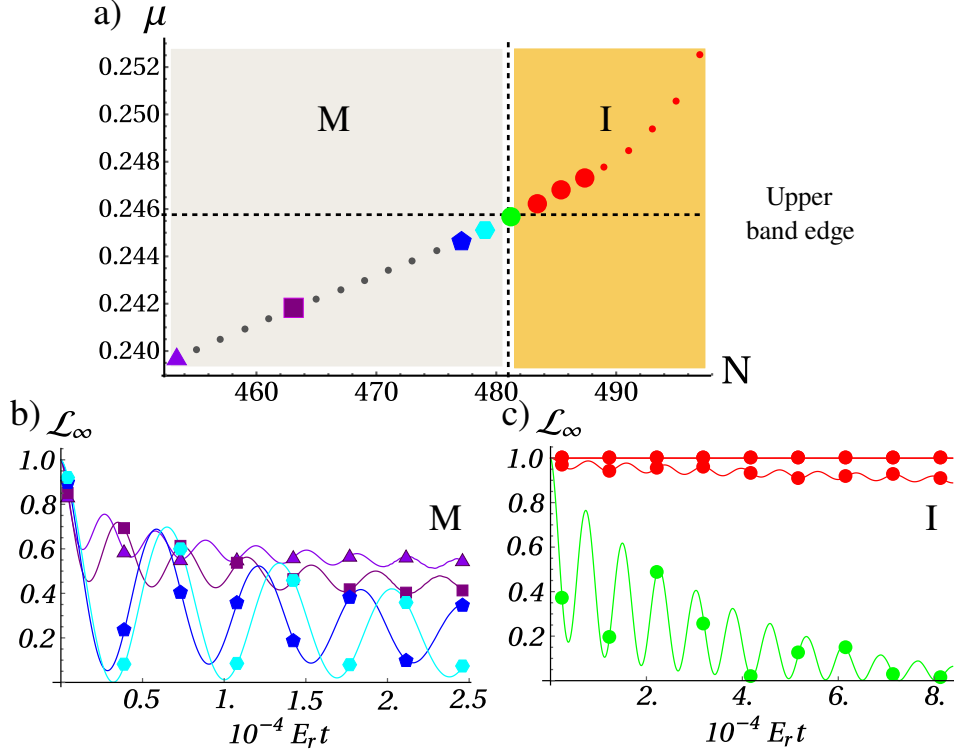 a) μ
0.252
0.250
0.248
0.246
0.244
0.242
0.240
M
I
Upper
band edge
460
470
480
490
N
b) ℒ∞
1.0
0.8
0.6
0.4
0.2
M
0.5
1.
1.5
2.
2.5
10⁻⁴ Eᵣ t
c) ℒ∞
1.0
0.8
0.6
0.4
0.2
I
2.
4.
6.
8.
10⁻⁴ Eᵣ t